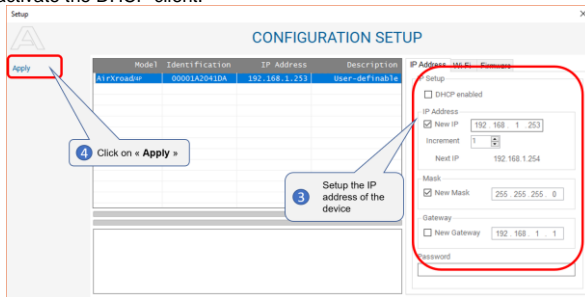 activate the DHCP client.
Setup
CONFIGURATION SETUP
Apply
Model Identification IP Address Description
AirXroad/AP 00001A2041DA 192.168.1.253 User-definable
4 Click on « Apply »
3 Setup the IP
address of the
device
IP Address Wi-Fi Firmware
IP Setup
DHCP enabled
IP Address
New IP 192 . 168 . 1 . 253
Increment 1
Next IP 192.168.1.254
Mask
New Mask 255 . 255 . 255 . 0
Gateway
New Gateway 192 . 168 . 1 . 1
Password